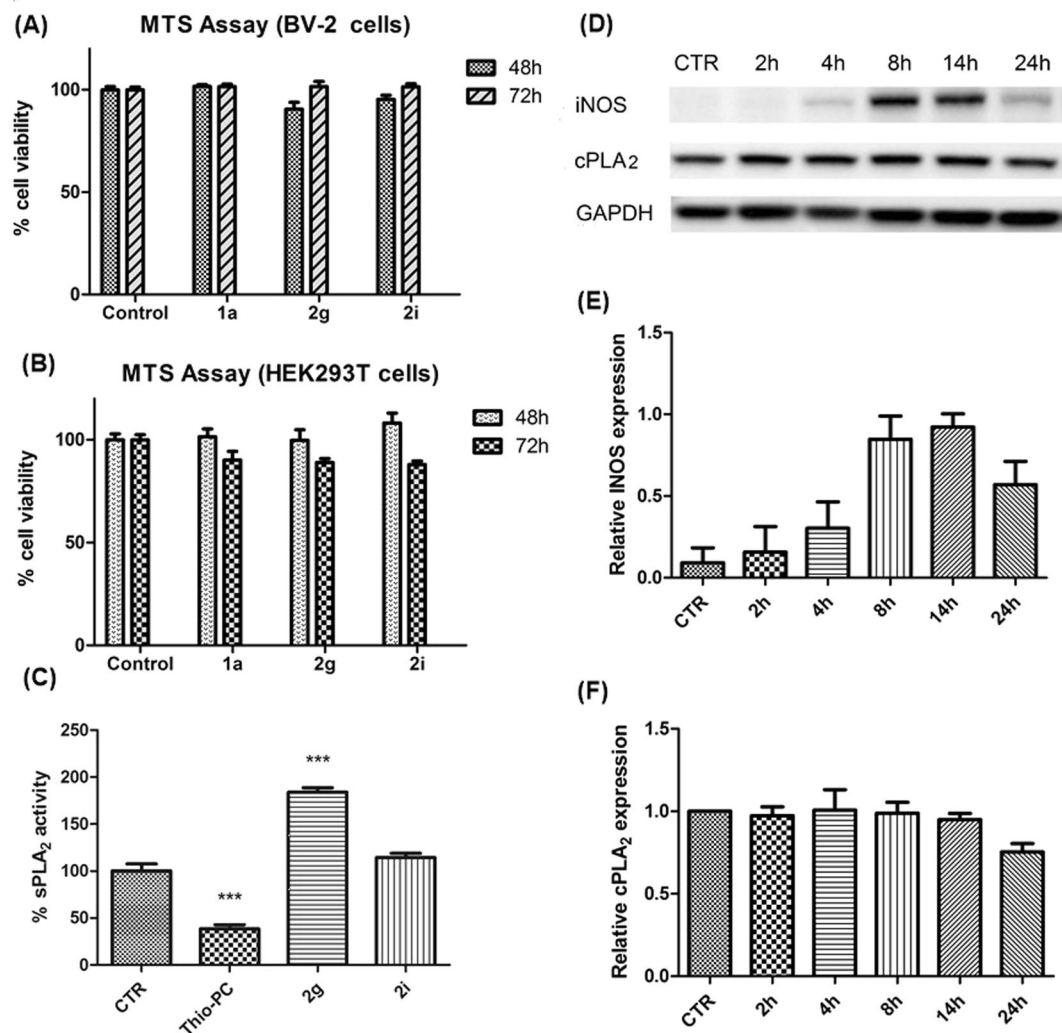 (A)
MTS Assay (BV-2 cells)
% cell viability
100
50
0
48h
72h
Control 1a 2g 2i
(B)
MTS Assay (HEK293T cells)
% cell viability
100
50
0
48h
72h
Control 1a 2g 2i
(C)
% sPLA2 activity
250
200
150
100
50
0
***
***
CTR Thio-PC 2g 2i
(D)
CTR 2h 4h 8h 14h 24h
iNOS
cPLA2
GAPDH
(E)
Relative INOS expression
1.5
1.0
0.5
0.0
CTR 2h 4h 8h 14h 24h
(F)
Relative cPLA2 expression
1.5
1.0
0.5
0.0
CTR 2h 4h 8h 14h 24h